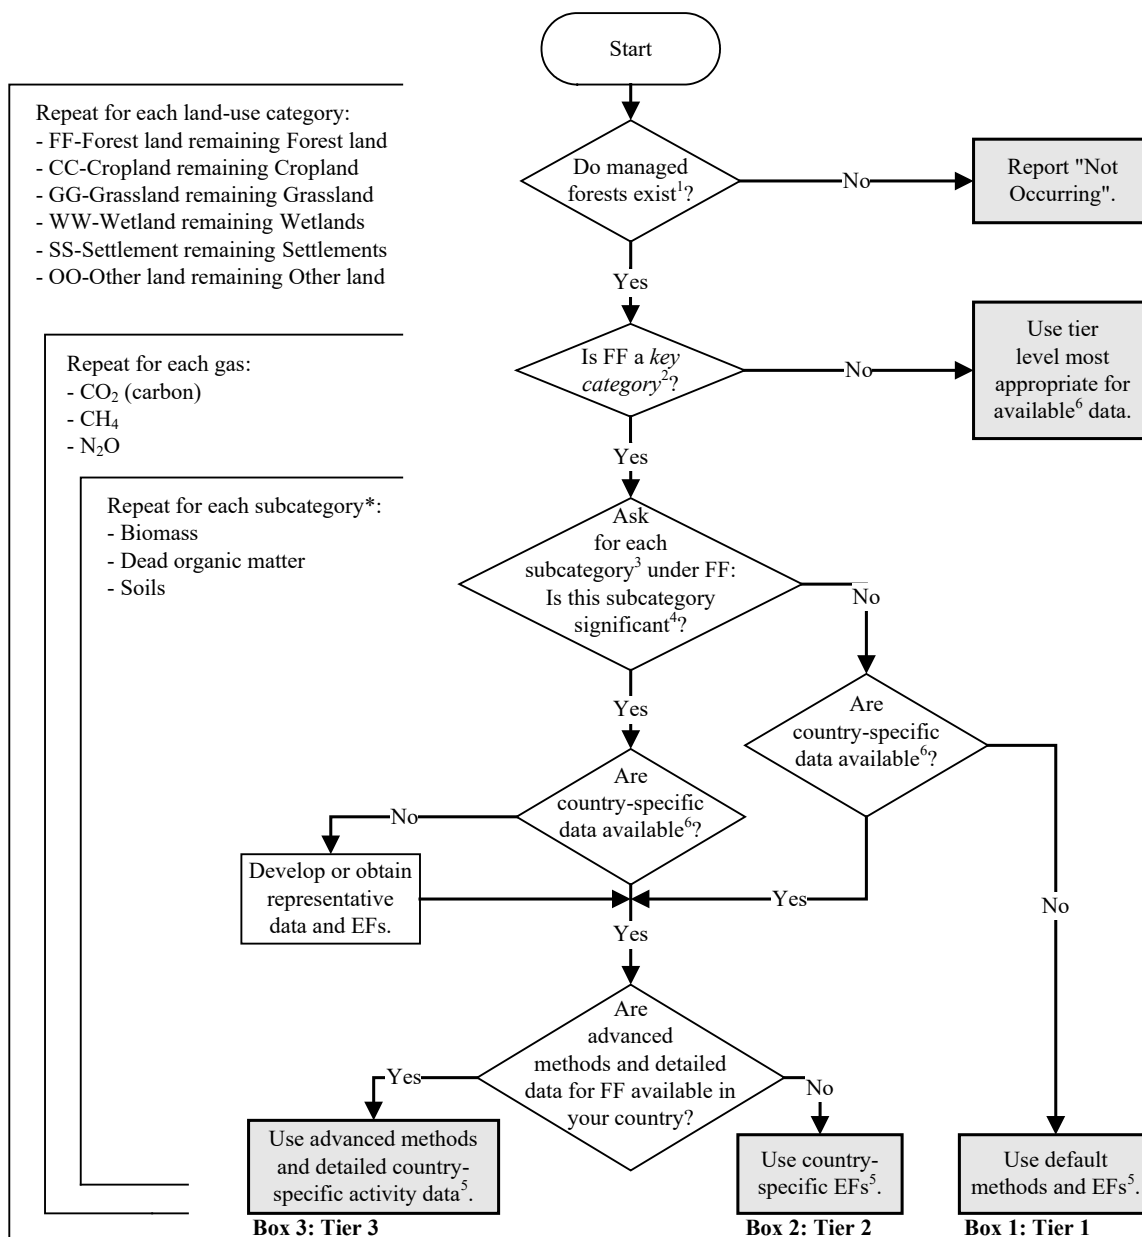 Start
Repeat for each land-use category:
- FF-Forest land remaining Forest land
- CC-Cropland remaining Cropland
- GG-Grassland remaining Grassland
- WW-Wetland remaining Wetlands
- SS-Settlement remaining Settlements
- OO-Other land remaining Other land
Do managed
forests exist¹?
No
Report "Not
Occurring".
Yes
Repeat for each gas:
- CO₂ (carbon)
- CH₄
- N₂O
Is FF a key
category²?
No
Use tier
level most
appropriate for
available⁶ data.
Yes
Repeat for each subcategory*:
- Biomass
- Dead organic matter
- Soils
Ask
for each
subcategory³ under FF:
Is this subcategory
significant⁴?
No
Yes
Are
country-specific
data available⁶?
Are
country-specific
data available⁶?
No
Develop or obtain
representative
data and EFs.
Yes
No
Yes
Are
advanced
methods and detailed
data for FF available in
your country?
Yes
No
Use advanced methods
and detailed country-
specific activity data⁵.
Use country-
specific EFs⁵.
Use default
methods and EFs⁵.
Box 3: Tier 3
Box 2: Tier 2
Box 1: Tier 1